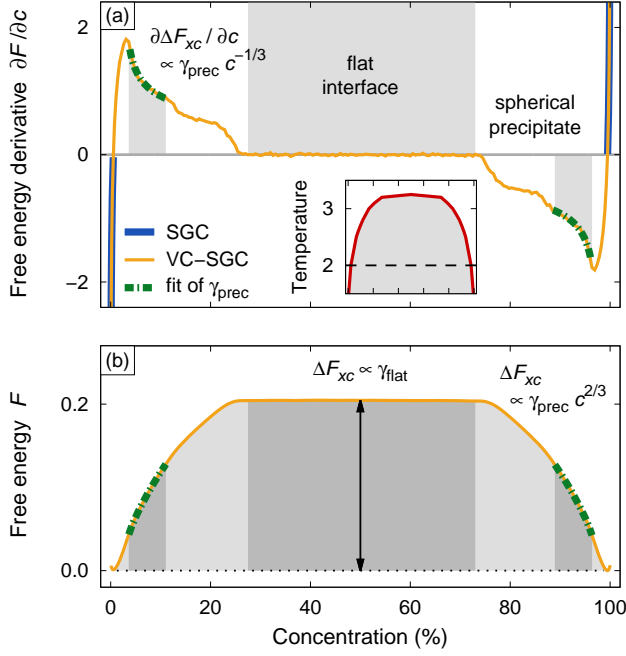 (a)
∂ΔF_xc / ∂c
∝ γ_prec c^−1/3
flat
interface
spherical
precipitate
Free energy derivative ∂F/∂c
2
0
−2
SGC
VC−SGC
fit of γ_prec
Temperature
3
2
(b)
ΔF_xc ∝ γ_flat
ΔF_xc
∝ γ_prec c^2/3
Free energy F
0.2
0.0
0 20 40 60 80 100
Concentration (%)